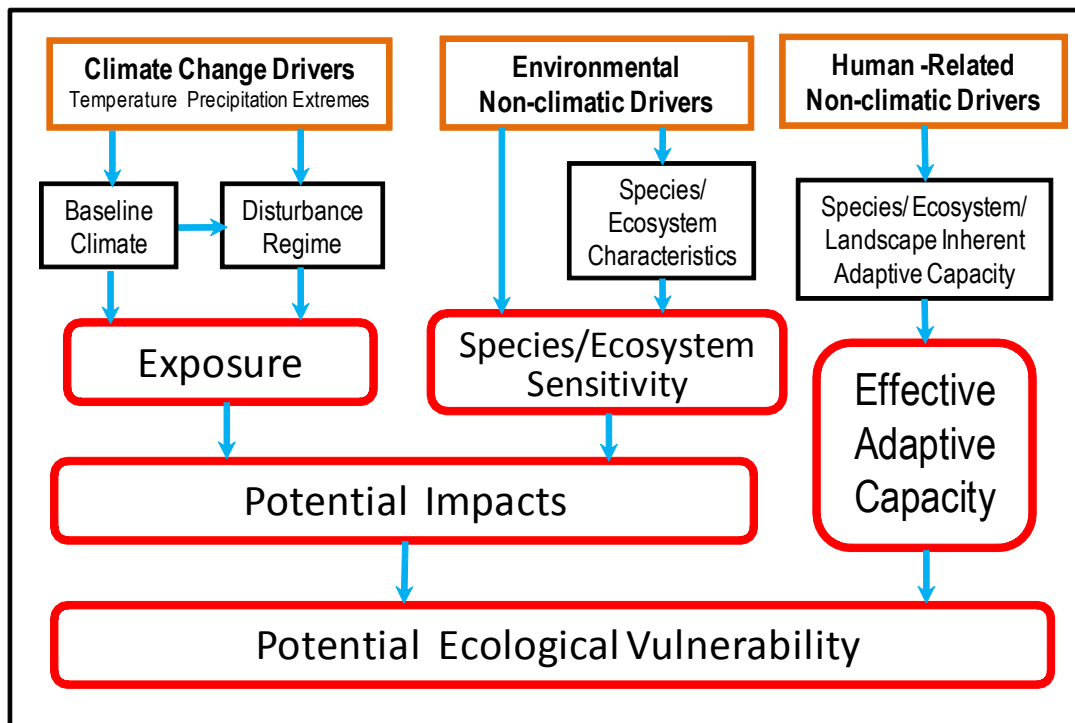 Climate Change Drivers
Temperature Precipitation Extremes
Environmental
Non-climatic Drivers
Human -Related
Non-climatic Drivers
Baseline
Climate
Disturbance
Regime
Species/
Ecosystem
Characteristics
Species/ Ecosystem/
Landscape Inherent
Adaptive Capacity
Exposure
Species/Ecosystem
Sensitivity
Effective
Adaptive
Capacity
Potential Impacts
Potential Ecological Vulnerability